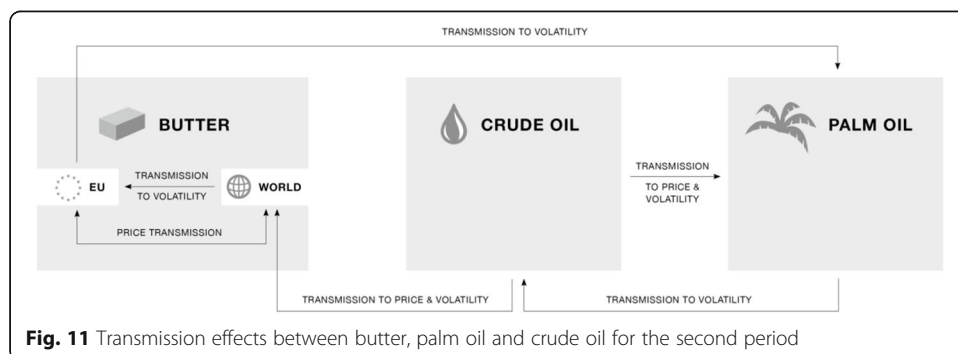 TRANSMISSION TO VOLATILITY
BUTTER
CRUDE OIL
PALM OIL
TRANSMISSION
TO VOLATILITY
EU
WORLD
TRANSMISSION
TO PRICE &
VOLATILITY
PRICE TRANSMISSION
TRANSMISSION TO PRICE & VOLATILITY
TRANSMISSION TO VOLATILITY
Fig. 11 Transmission effects between butter, palm oil and crude oil for the second period